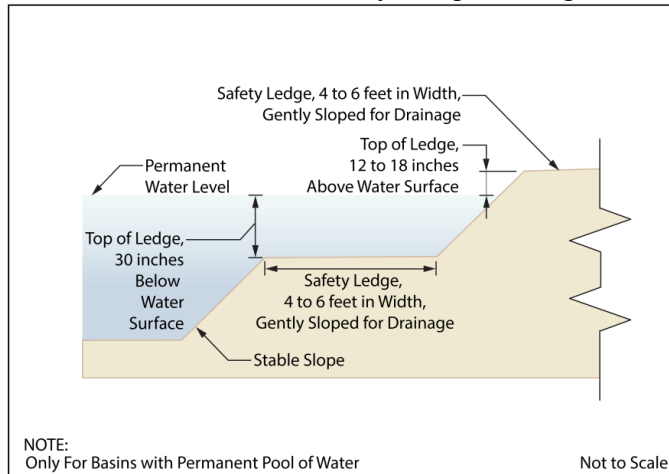 Safety Ledge, 4 to 6 feet in Width,
Gently Sloped for Drainage
Top of Ledge,
12 to 18 inches
Above Water Surface
Permanent
Water Level
Top of Ledge,
30 inches
Below
Water
Surface
Safety Ledge,
4 to 6 feet in Width,
Gently Sloped for Drainage
Stable Slope
NOTE:
Only For Basins with Permanent Pool of Water
Not to Scale